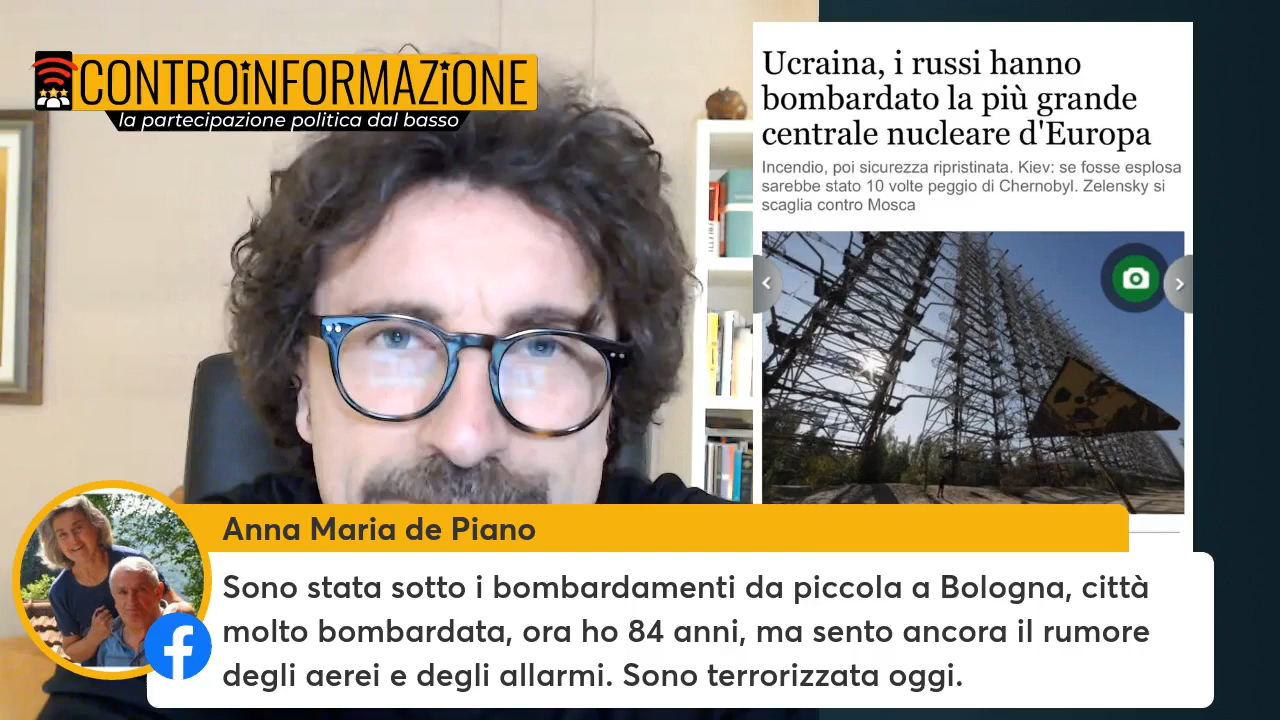 CONTROiNFORMAZiONE
la partecipazione politica dal basso
Ucraina, i russi hanno
bombardato la più grande
centrale nucleare d'Europa
Incendio, poi sicurezza ripristinata. Kiev: se fosse esplosa
sarebbe stato 10 volte peggio di Chernobyl. Zelensky si
scaglia contro Mosca
Anna Maria de Piano
Sono stata sotto i bombardamenti da piccola a Bologna, città
molto bombardata, ora ho 84 anni, ma sento ancora il rumore
degli aerei e degli allarmi. Sono terrorizzata oggi.